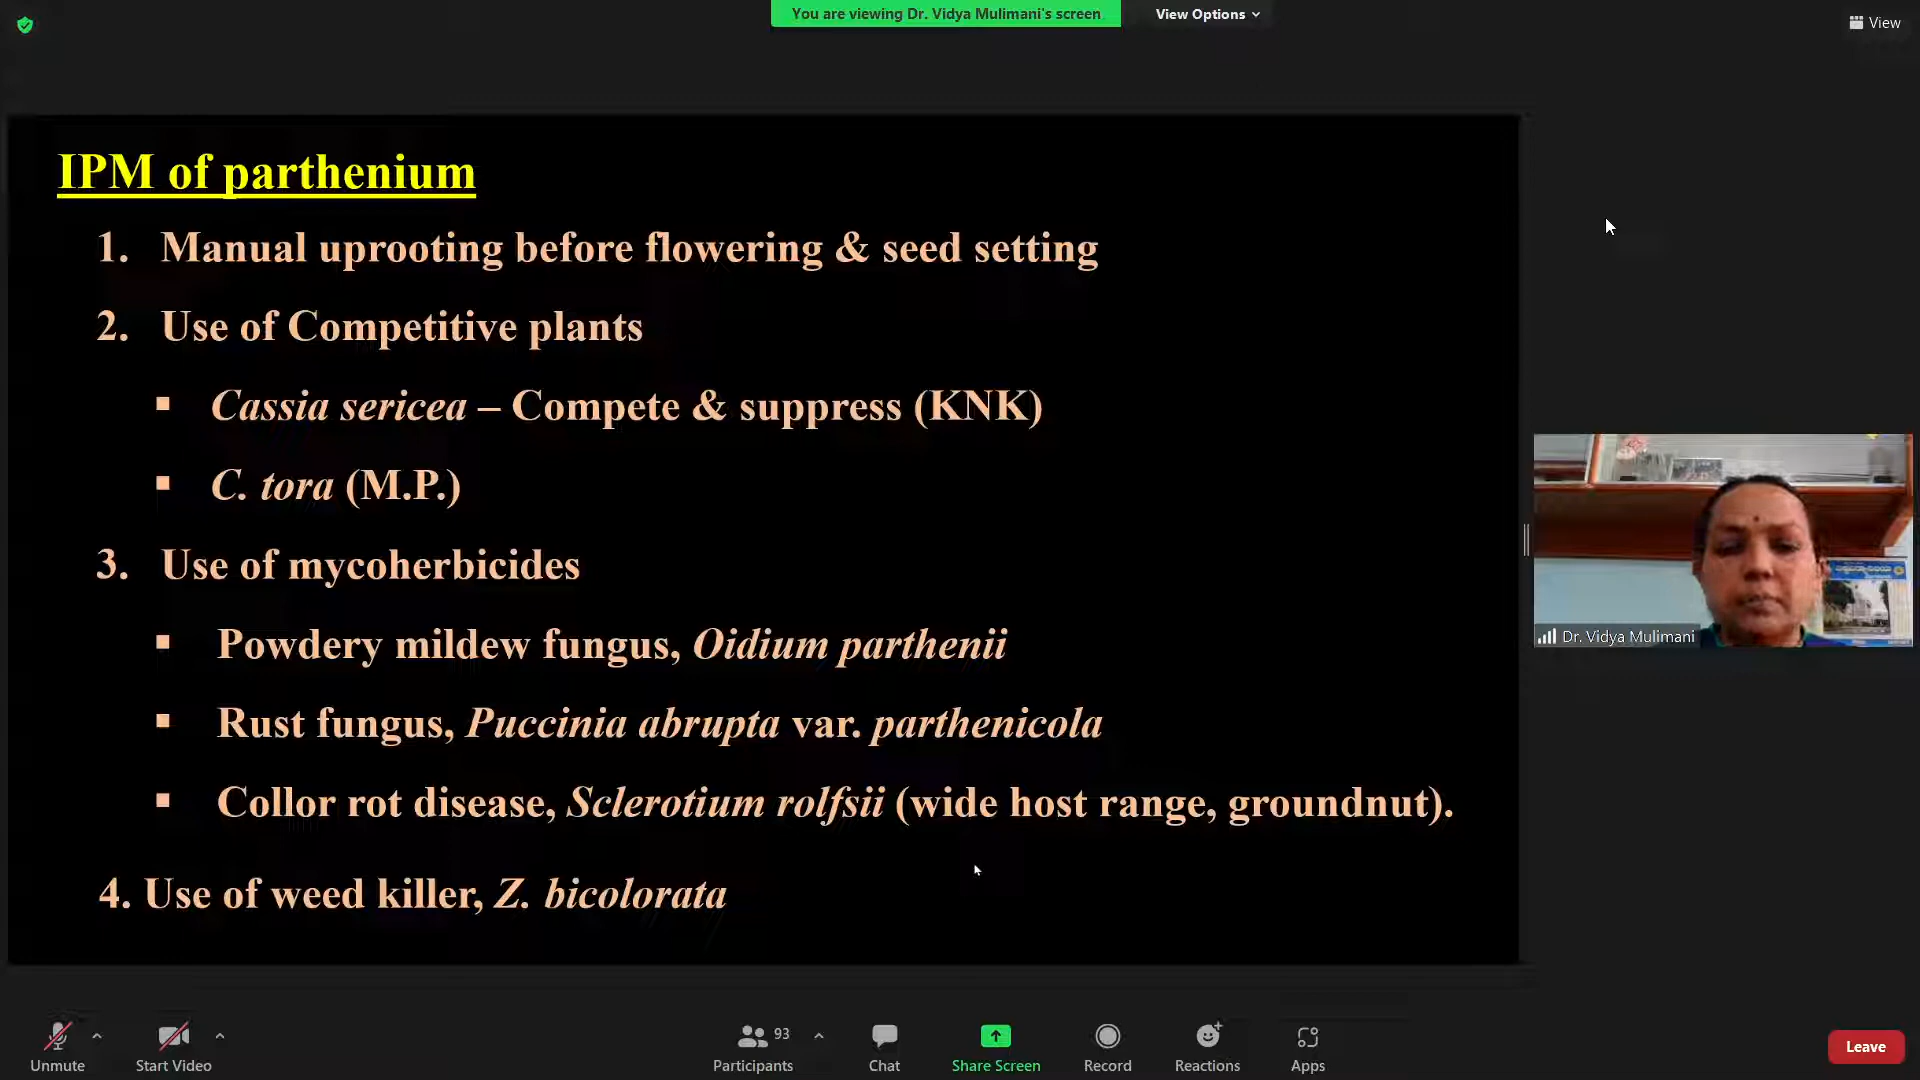 You are viewing Dr. Vidya Mulimani's screen
View Options
View
IPM of parthenium
1. Manual uprooting before flowering & seed setting
2. Use of Competitive plants
▪ Cassia sericea – Compete & suppress (KNK)
▪ C. tora (M.P.)
3. Use of mycoherbicides
▪ Powdery mildew fungus, Oidium parthenii
▪ Rust fungus, Puccinia abrupta var. parthenicola
▪ Collor rot disease, Sclerotium rolfsii (wide host range, groundnut).
4. Use of weed killer, Z. bicolorata
Dr. Vidya Mulimani
Unmute
Start Video
93
Participants
Chat
Share Screen
Record
Reactions
Apps
Leave